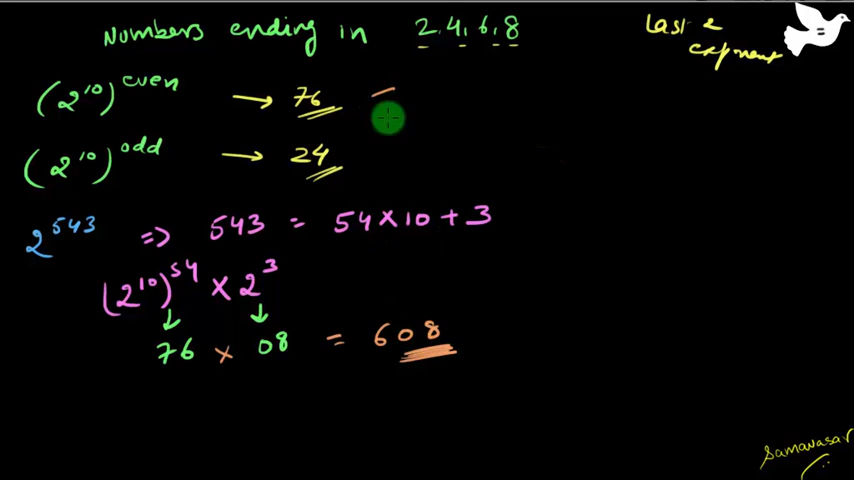 Numbers ending in 2,4,6,8
Last 2
exponent
(2^10)^even → 76
(2^10)^odd → 24
2^543 => 543 = 54×10+3
(2^10)^54 × 2^3
↓ ↓
76 × 08 = 608
Samavasar